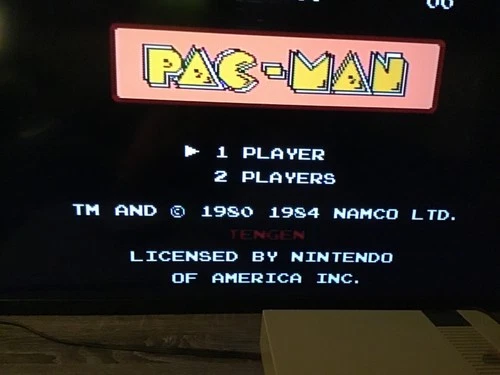 00
PAC-MAN
1 PLAYER
2 PLAYERS
TM AND © 1980 1984 NAMCO LTD.
TENGEN
LICENSED BY NINTENDO
OF AMERICA INC.